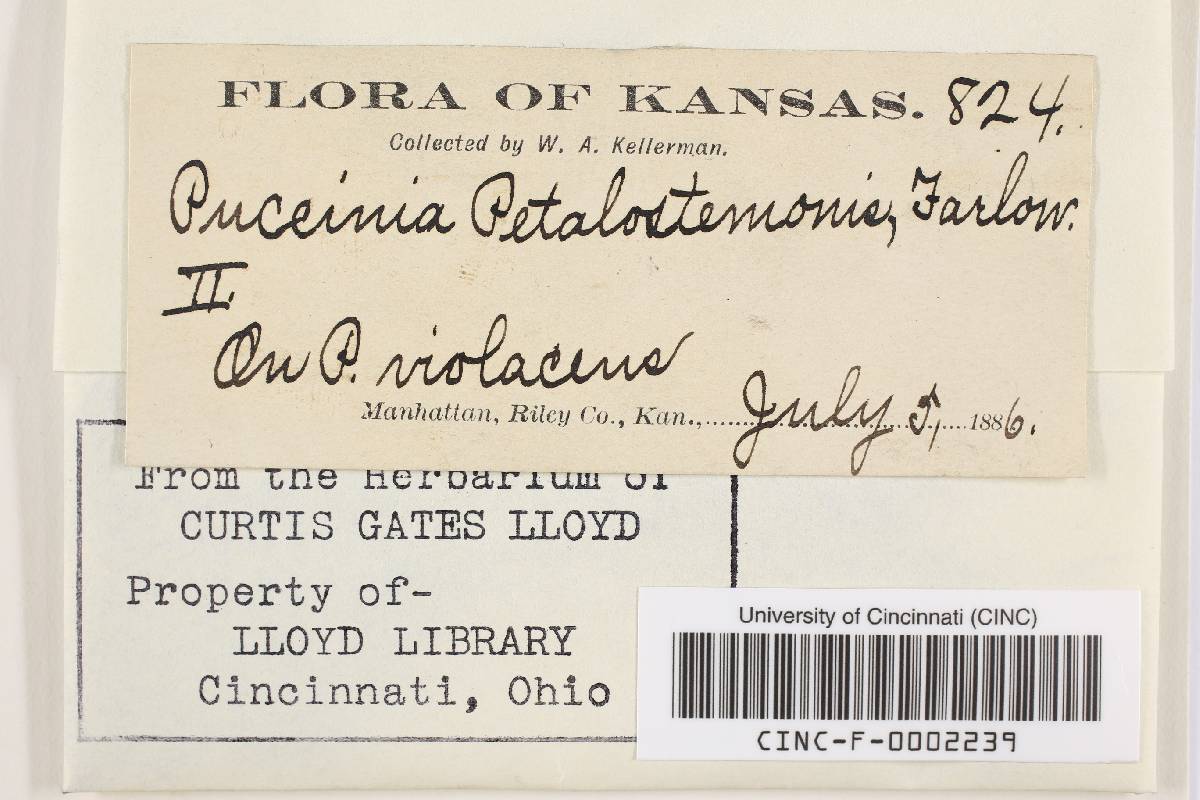 FLORA OF KANSAS. 824.
Collected by W. A. Kellerman.
Puccinia Petalostemonis, Farlow.
II.
On P. violaceus
Manhattan, Riley Co., Kan., July 5, 1886.
From the Herbarium of
CURTIS GATES LLOYD
Property of-
LLOYD LIBRARY
Cincinnati, Ohio
University of Cincinnati (CINC)
CINC-F-0002239